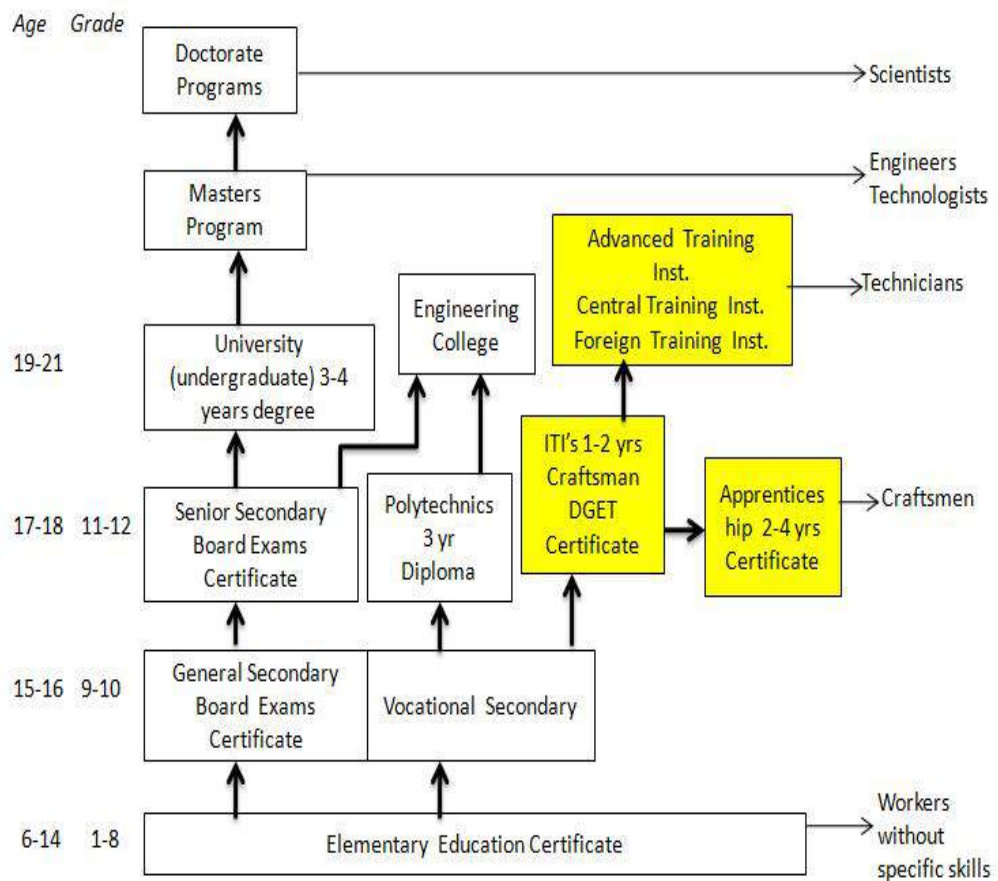 Age Grade
Doctorate
Programs
Scientists
Masters
Program
Engineers
Technologists
Advanced Training
Inst.
Central Training Inst.
Foreign Training Inst.
Technicians
Engineering
College
19-21
University
(undergraduate) 3-4
years degree
17-18 11-12
Senior Secondary
Board Exams
Certificate
Polytechnics
3 yr
Diploma
ITI's 1-2 yrs
Craftsman
DGET
Certificate
Apprentices
hip 2-4 yrs
Certificate
Craftsmen
15-16 9-10
General Secondary
Board Exams
Certificate
Vocational Secondary
6-14 1-8
Elementary Education Certificate
Workers
without
specific skills